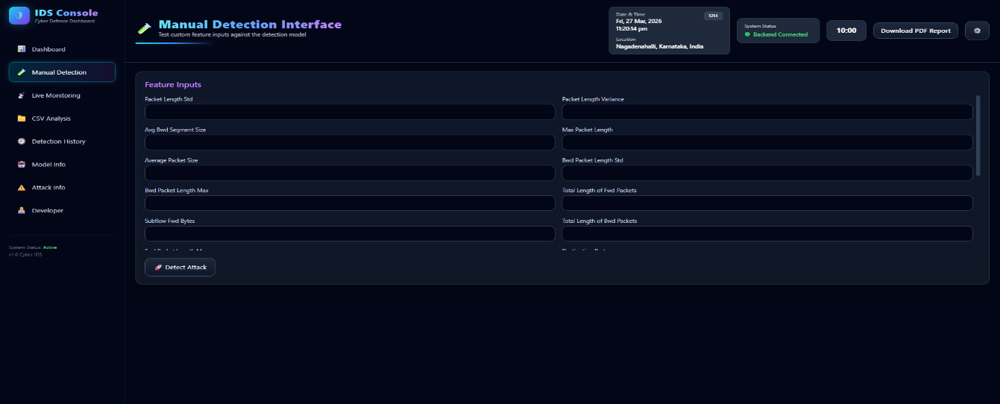 IDS Console
Cyber Defense Dashboard
Dashboard
Manual Detection
Live Monitoring
CSV Analysis
Detection History
Model Info
Attack Info
Developer
System Status: Active
v1.0 Cyber IDS
Manual Detection Interface
Test custom feature inputs against the detection model
Date & Time
12H
Fri, 27 Mar, 2026
11:20:14 pm
Location
Nagadenahalli, Karnataka, India
System Status
Backend Connected
10:00
Download PDF Report
Feature Inputs
Packet Length Std
Packet Length Variance
Avg Bwd Segment Size
Max Packet Length
Average Packet Size
Bwd Packet Length Std
Bwd Packet Length Max
Total Length of Fwd Packets
Subflow Fwd Bytes
Total Length of Bwd Packets
Detect Attack